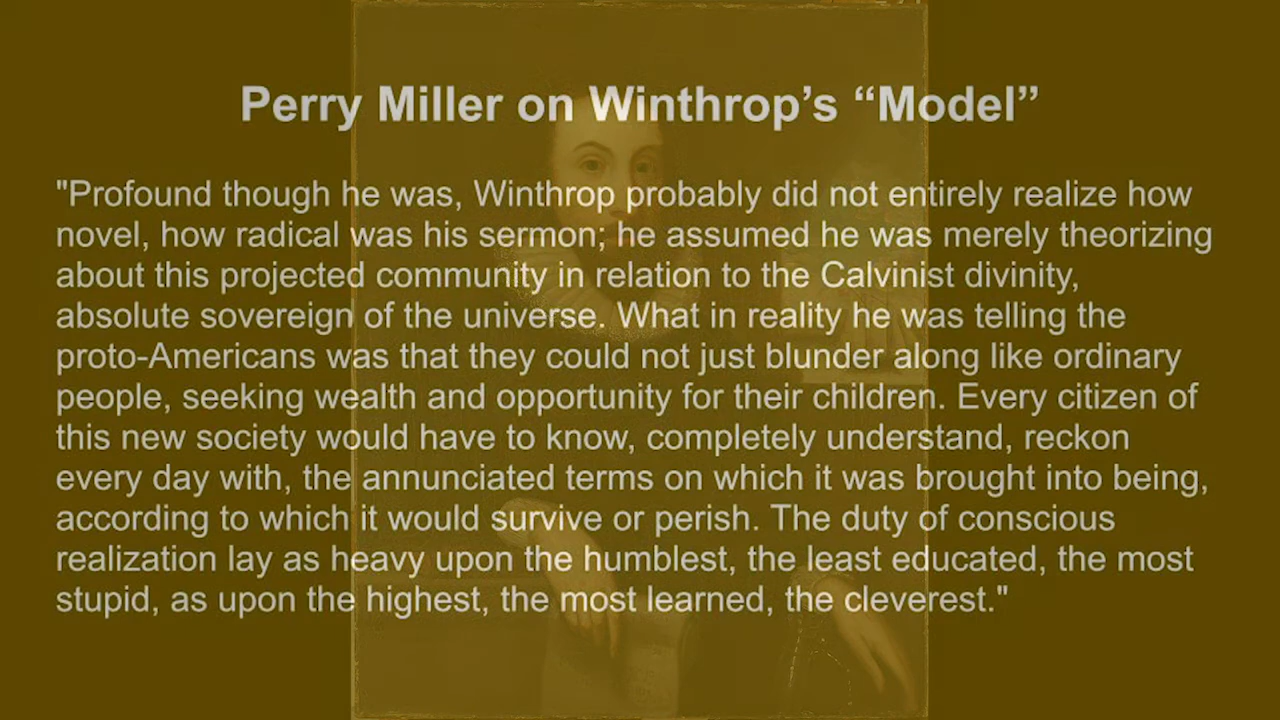 Perry Miller on Winthrop’s “Model”
"Profound though he was, Winthrop probably did not entirely realize how
novel, how radical was his sermon; he assumed he was merely theorizing
about this projected community in relation to the Calvinist divinity,
absolute sovereign of the universe. What in reality he was telling the
proto-Americans was that they could not just blunder along like ordinary
people, seeking wealth and opportunity for their children. Every citizen of
this new society would have to know, completely understand, reckon
every day with, the annunciated terms on which it was brought into being,
according to which it would survive or perish. The duty of conscious
realization lay as heavy upon the humblest, the least educated, the most
stupid, as upon the highest, the most learned, the cleverest."